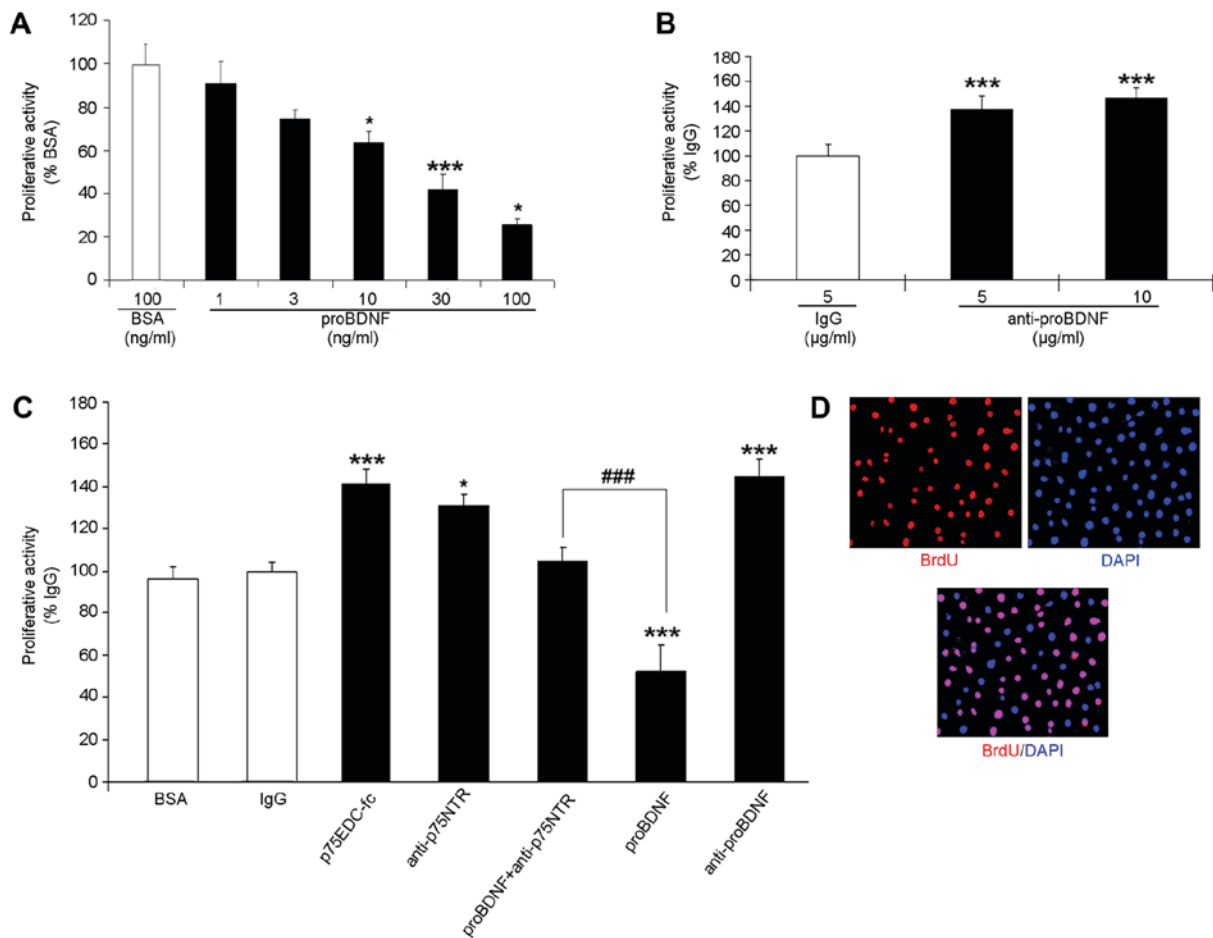 A
120
100
80
60
40
20
0
Proliferative activity
(% BSA)
*
***
*
100
1
3
10
30
100
BSA
proBDNF
(ng/ml)
(ng/ml)
B
180
160
140
120
100
80
60
40
20
0
Proliferative activity
(% IgG)
***
***
5
5
10
IgG
anti-proBDNF
(µg/ml)
(µg/ml)
C
180
160
140
120
100
80
60
40
20
0
Proliferative activity
(% IgG)
***
*
###
***
***
BSA
IgG
p75EDC-fc
anti-p75NTR
proBDNF+anti-p75NTR
proBDNF
anti-proBDNF
D
BrdU
DAPI
BrdU/DAPI